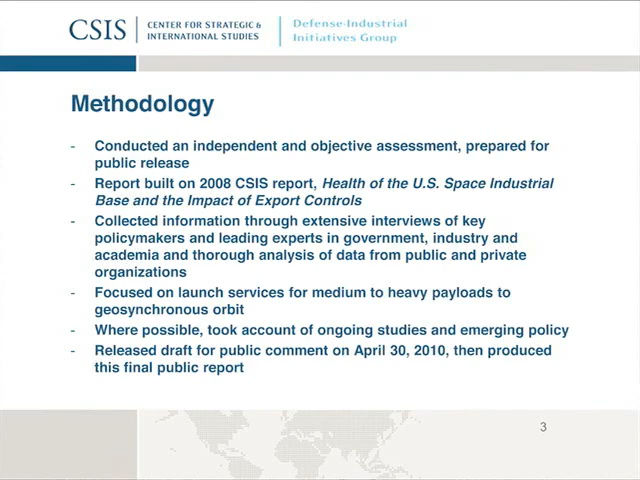 CSIS
CENTER FOR STRATEGIC &
INTERNATIONAL STUDIES
Defense-Industrial
Initiatives Group
Methodology
- Conducted an independent and objective assessment, prepared for
public release
- Report built on 2008 CSIS report, Health of the U.S. Space Industrial
Base and the Impact of Export Controls
- Collected information through extensive interviews of key
policymakers and leading experts in government, industry and
academia and thorough analysis of data from public and private
organizations
- Focused on launch services for medium to heavy payloads to
geosynchronous orbit
- Where possible, took account of ongoing studies and emerging policy
- Released draft for public comment on April 30, 2010, then produced
this final public report
3